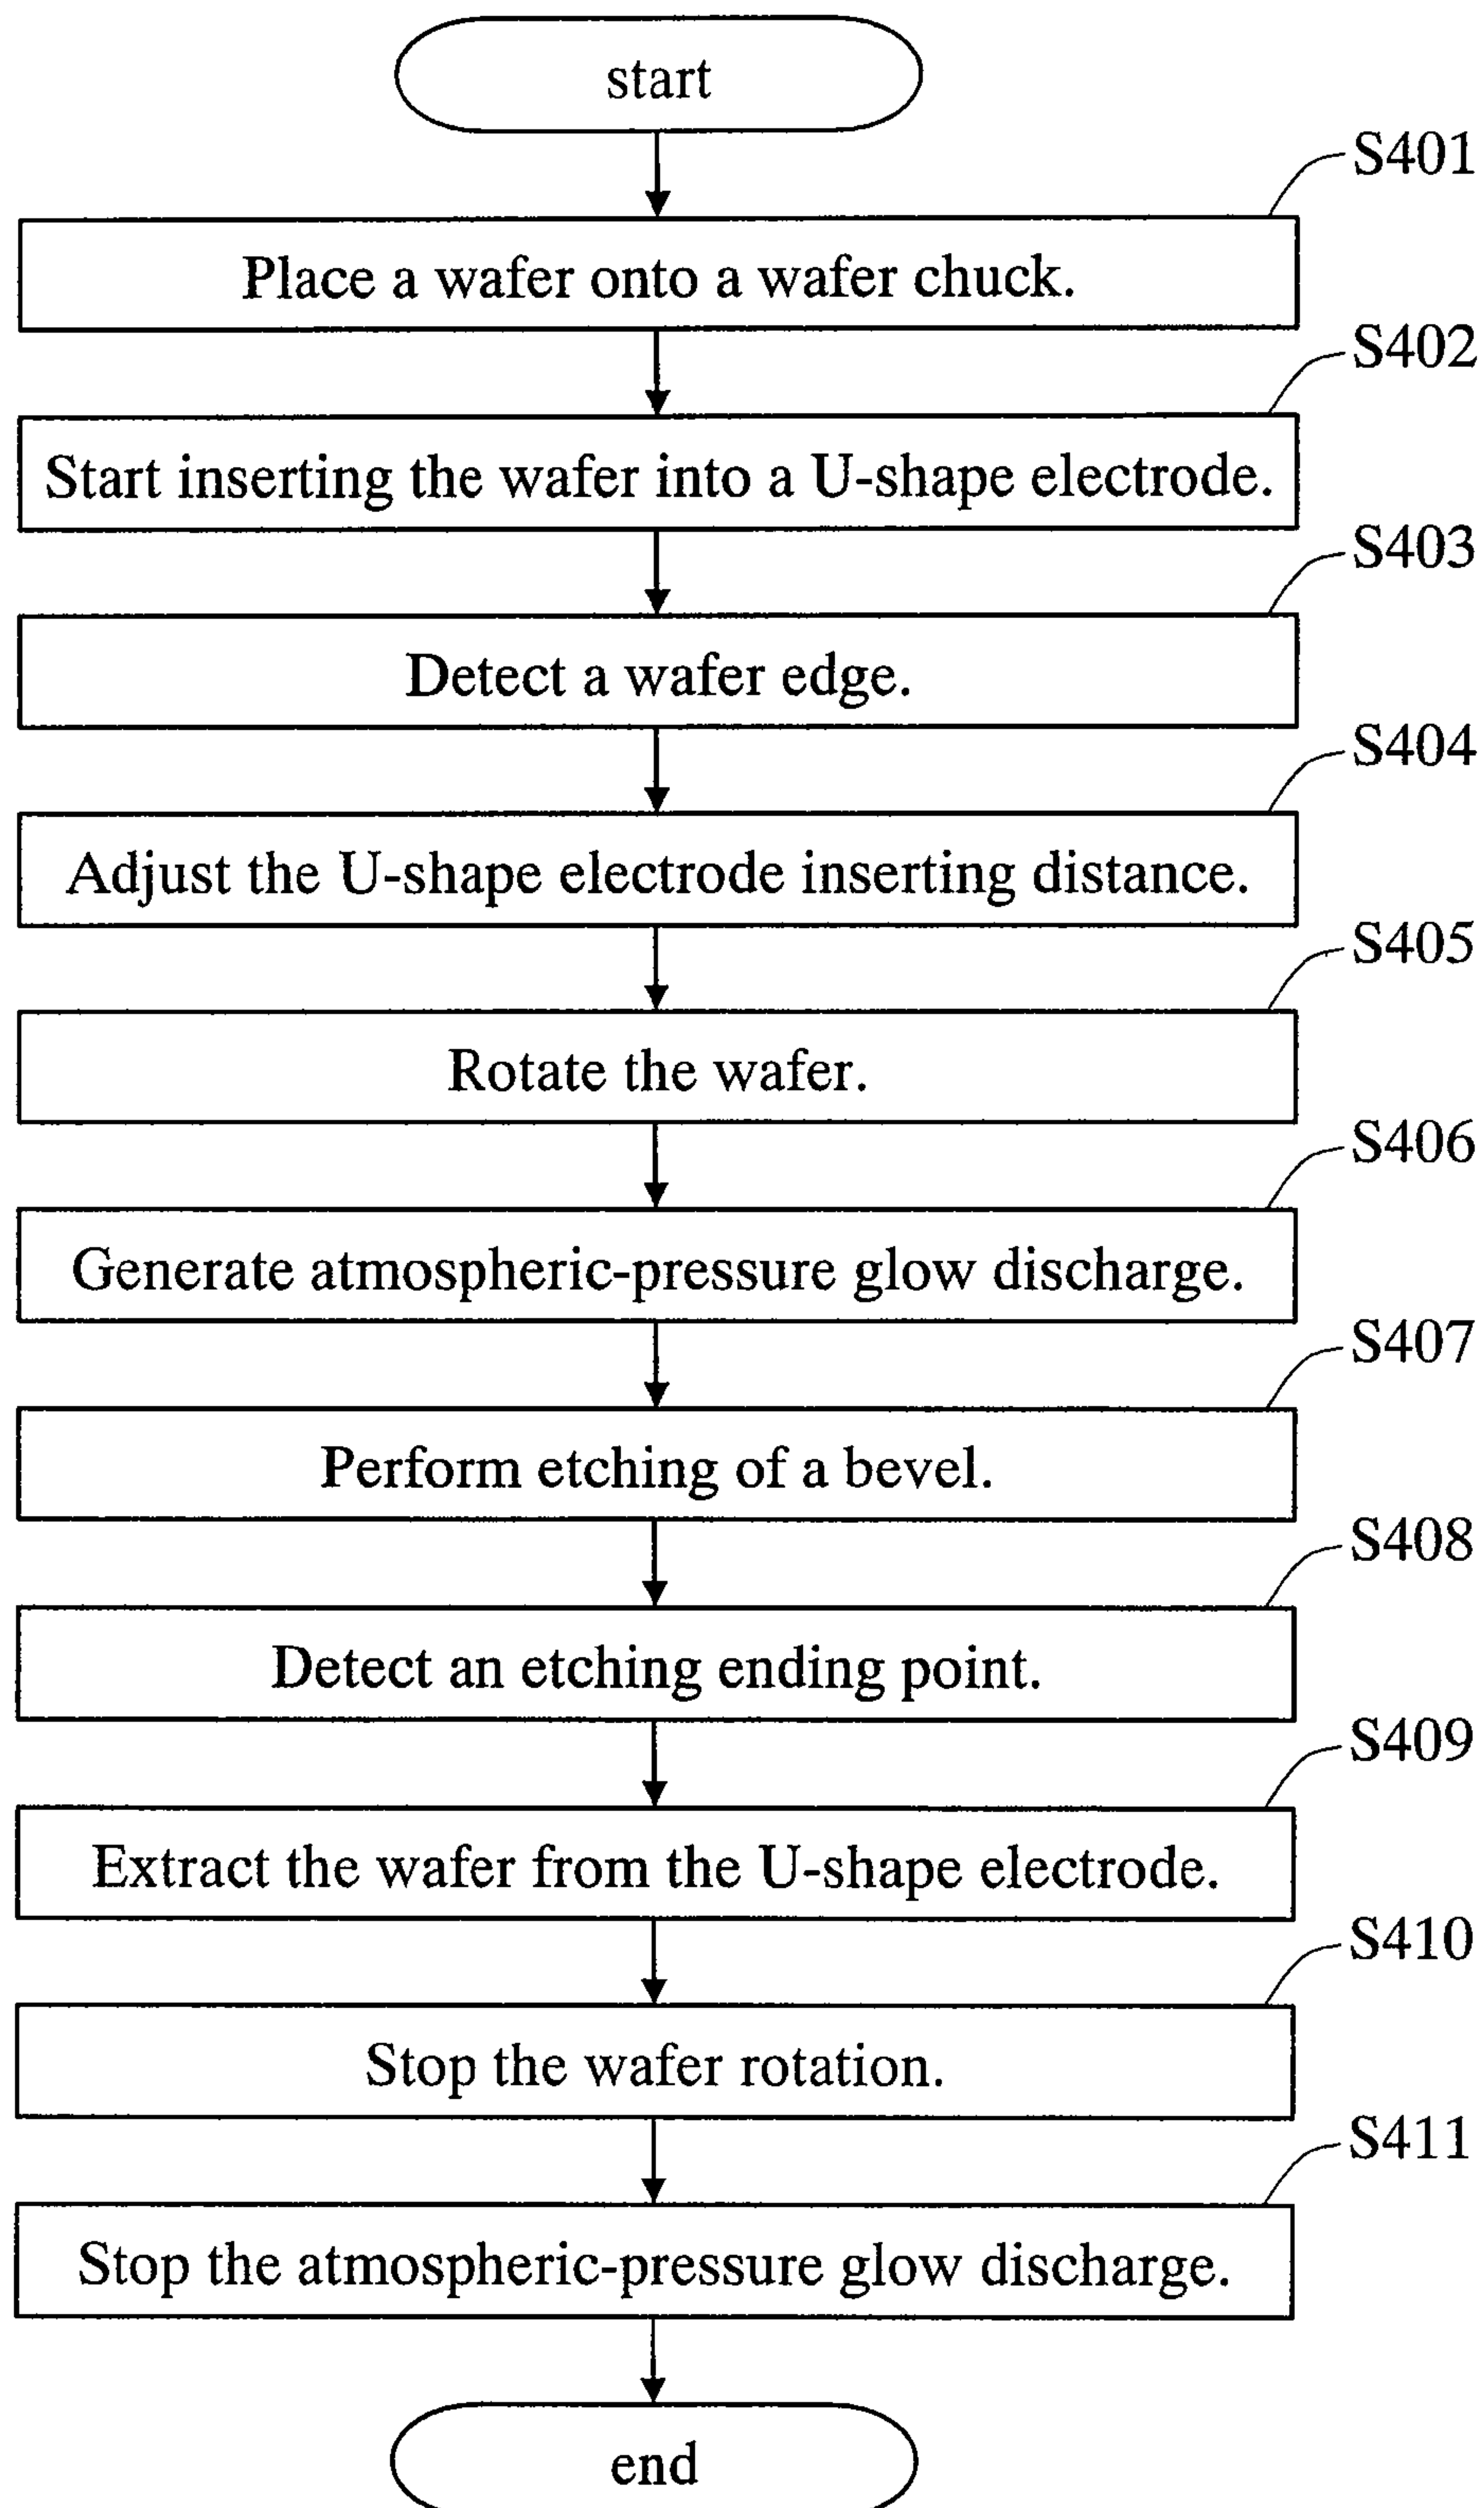 start
S401
Place a wafer onto a wafer chuck.
S402
Start inserting the wafer into a U-shape electrode.
S403
Detect a wafer edge.
S404
Adjust the U-shape electrode inserting distance.
S405
Rotate the wafer.
S406
Generate atmospheric-pressure glow discharge.
S407
Perform etching of a bevel.
S408
Detect an etching ending point.
S409
Extract the wafer from the U-shape electrode.
S410
Stop the wafer rotation.
S411
Stop the atmospheric-pressure glow discharge.
end